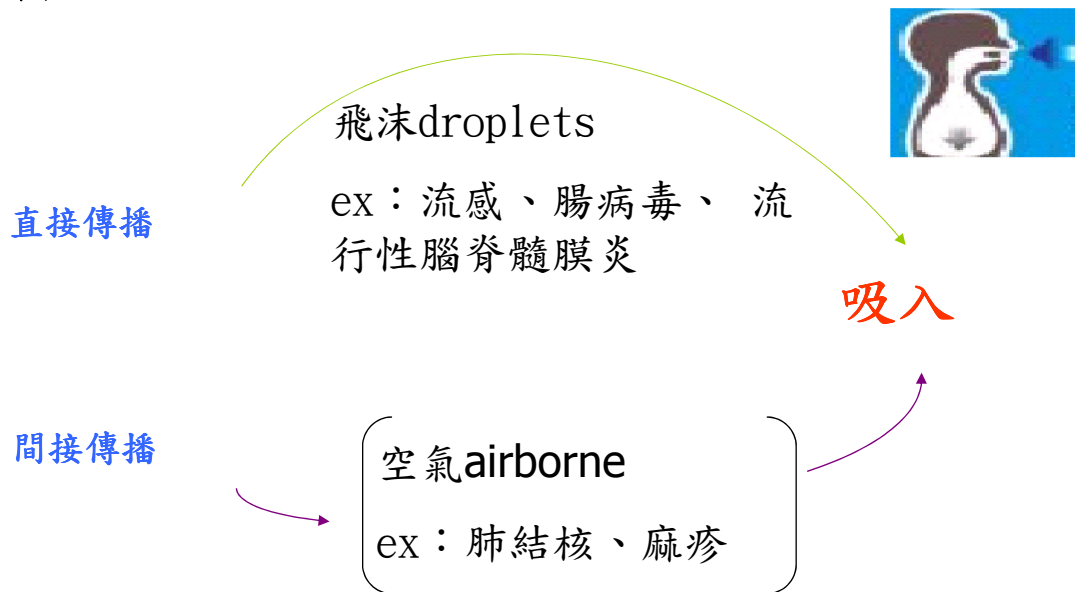 飛沫droplets
ex：流感、腸病毒、 流
行性腦脊髓膜炎
直接傳播
吸入
間接傳播
空氣airborne
ex：肺結核、麻疹